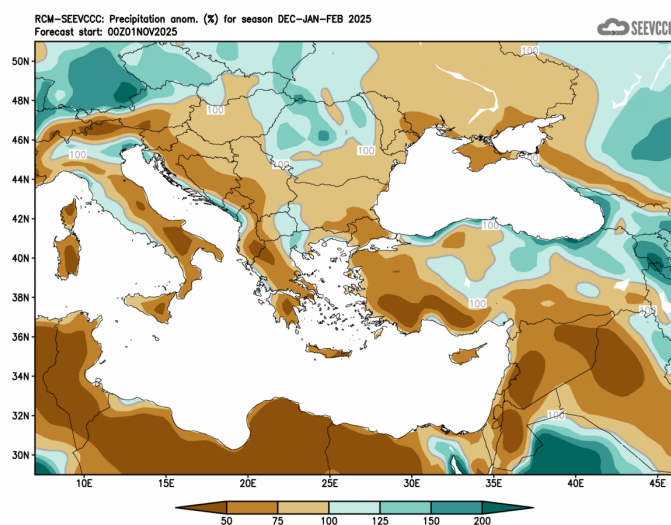 RCM-SEEVCCC: Precipitation anom. (%) for season DEC-JAN-FEB 2025
Forecast start: 00Z01NOV2025
SEEVCCC
50N
48N
46N
44N
42N
40N
38N
36N
34N
32N
30N
100
100
100
100
100
100
100
100
100
100
10E
15E
20E
25E
30E
35E
40E
45E
50
75
100
125
150
200